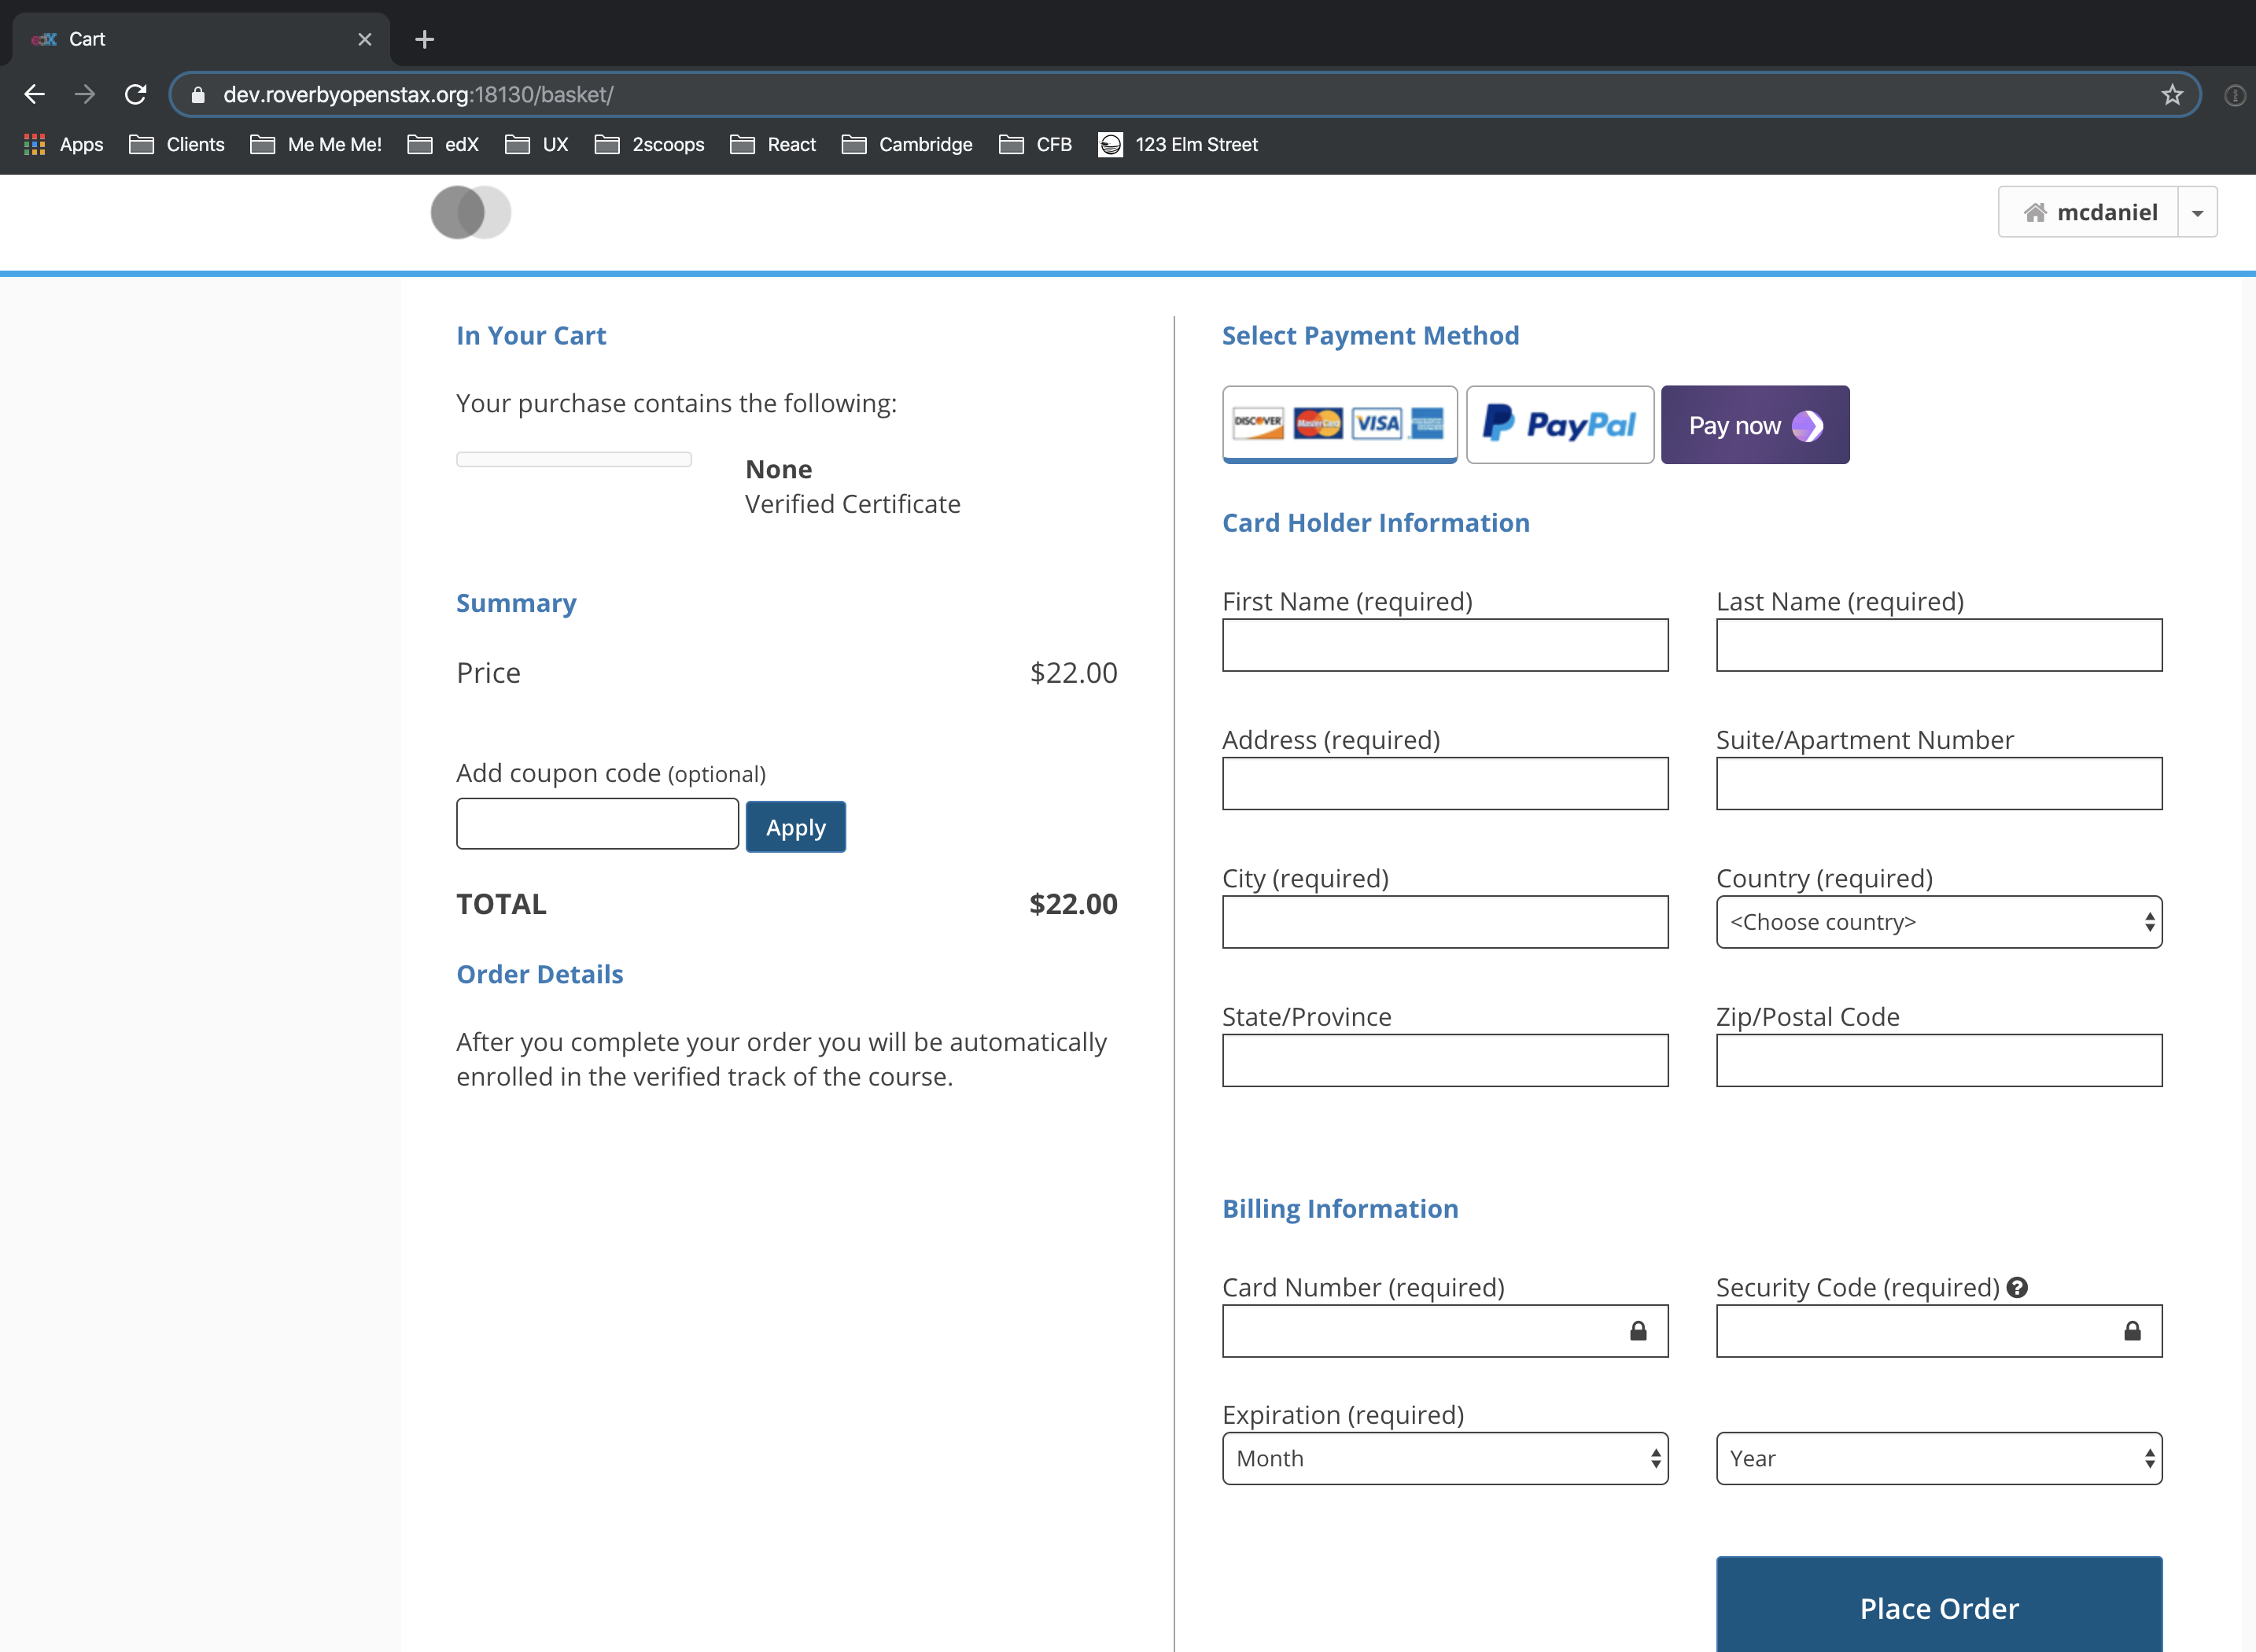 edX Cart
dev.roverbyopenstax.org:18130/basket/
Apps Clients Me Me Me! edX UX 2scoops React Cambridge CFB 123 Elm Street
mcdaniel
In Your Cart
Your purchase contains the following:
None
Verified Certificate
Summary
Price $22.00
Add coupon code (optional)
Apply
TOTAL $22.00
Order Details
After you complete your order you will be automatically
enrolled in the verified track of the course.
Select Payment Method
DISCOVER MasterCard VISA PayPal Pay now
Card Holder Information
First Name (required) Last Name (required)
Address (required) Suite/Apartment Number
City (required) Country (required)
<Choose country>
State/Province Zip/Postal Code
Billing Information
Card Number (required) Security Code (required) ?
Expiration (required)
Month Year
Place Order